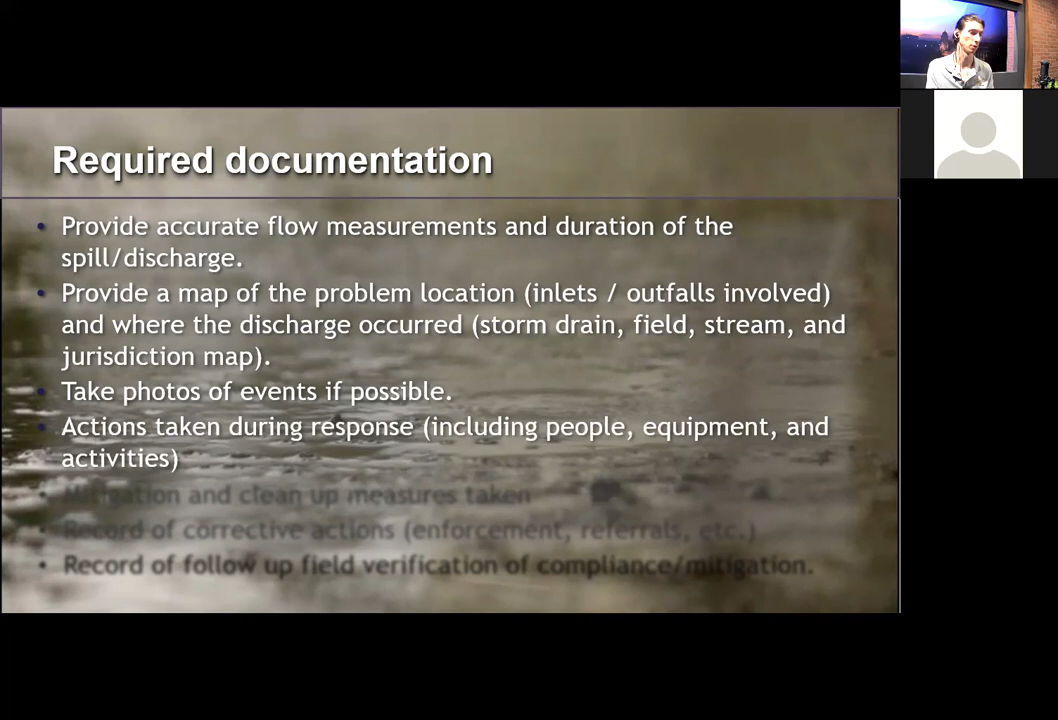 Required documentation
• Provide accurate flow measurements and duration of the
spill/discharge.
• Provide a map of the problem location (inlets / outfalls involved)
and where the discharge occurred (storm drain, field, stream, and
jurisdiction map).
• Take photos of events if possible.
• Actions taken during response (including people, equipment, and
activities)
• Mitigation and clean up measures taken
• Record of corrective actions (enforcement, referrals, etc.)
• Record of follow up field verification of compliance/mitigation.